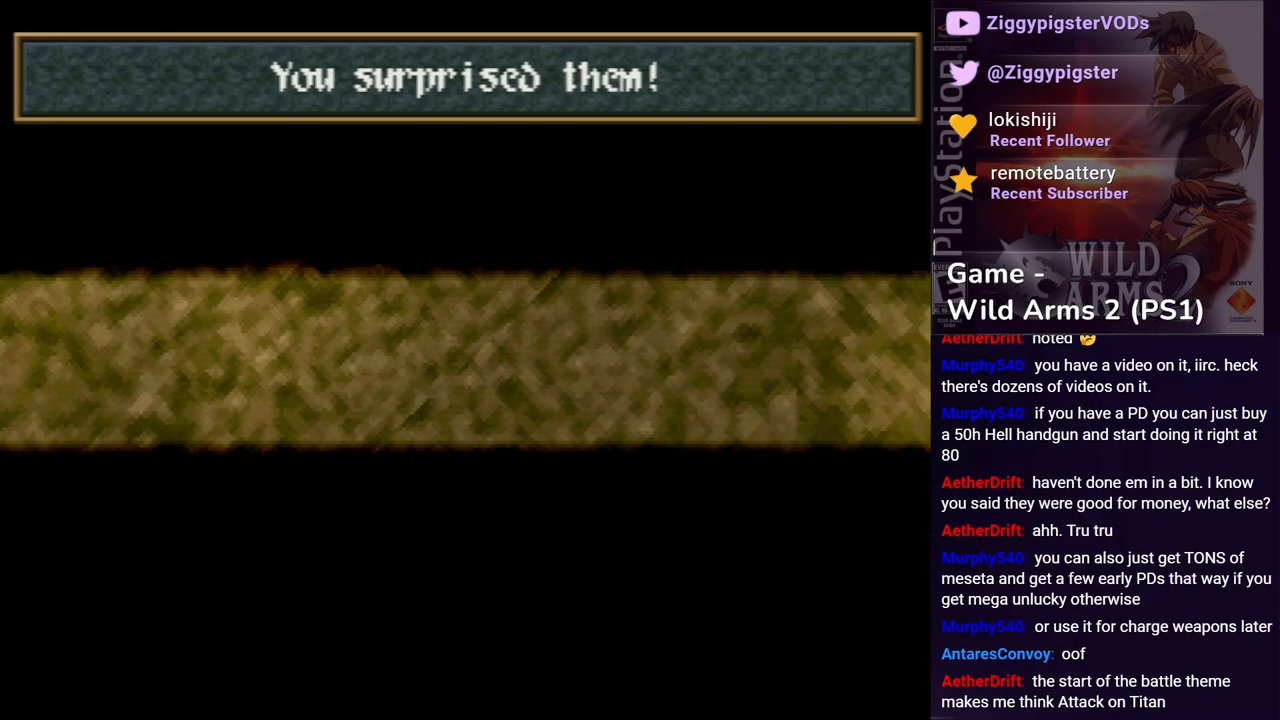 You surprised them!
ZiggypigsterVODs
@Ziggypigster
lokishiji
Recent Follower
remotebattery
Recent Subscriber
PlayStation
WILD
ARMS 2
SONY
Game -
Wild Arms 2 (PS1)
AetherDrift: noted 🤔
Murphy540 you have a video on it, iirc. heck
there's dozens of videos on it.
Murphy540 if you have a PD you can just buy
a 50h Hell handgun and start doing it right at
80
AetherDrift: haven't done em in a bit. I know
you said they were good for money, what else?
AetherDrift: ahh. Tru tru
Murphy540 you can also just get TONS of
meseta and get a few early PDs that way if you
get mega unlucky otherwise
Murphy540 or use it for charge weapons later
AntaresConvoy: oof
AetherDrift: the start of the battle theme
makes me think Attack on Titan